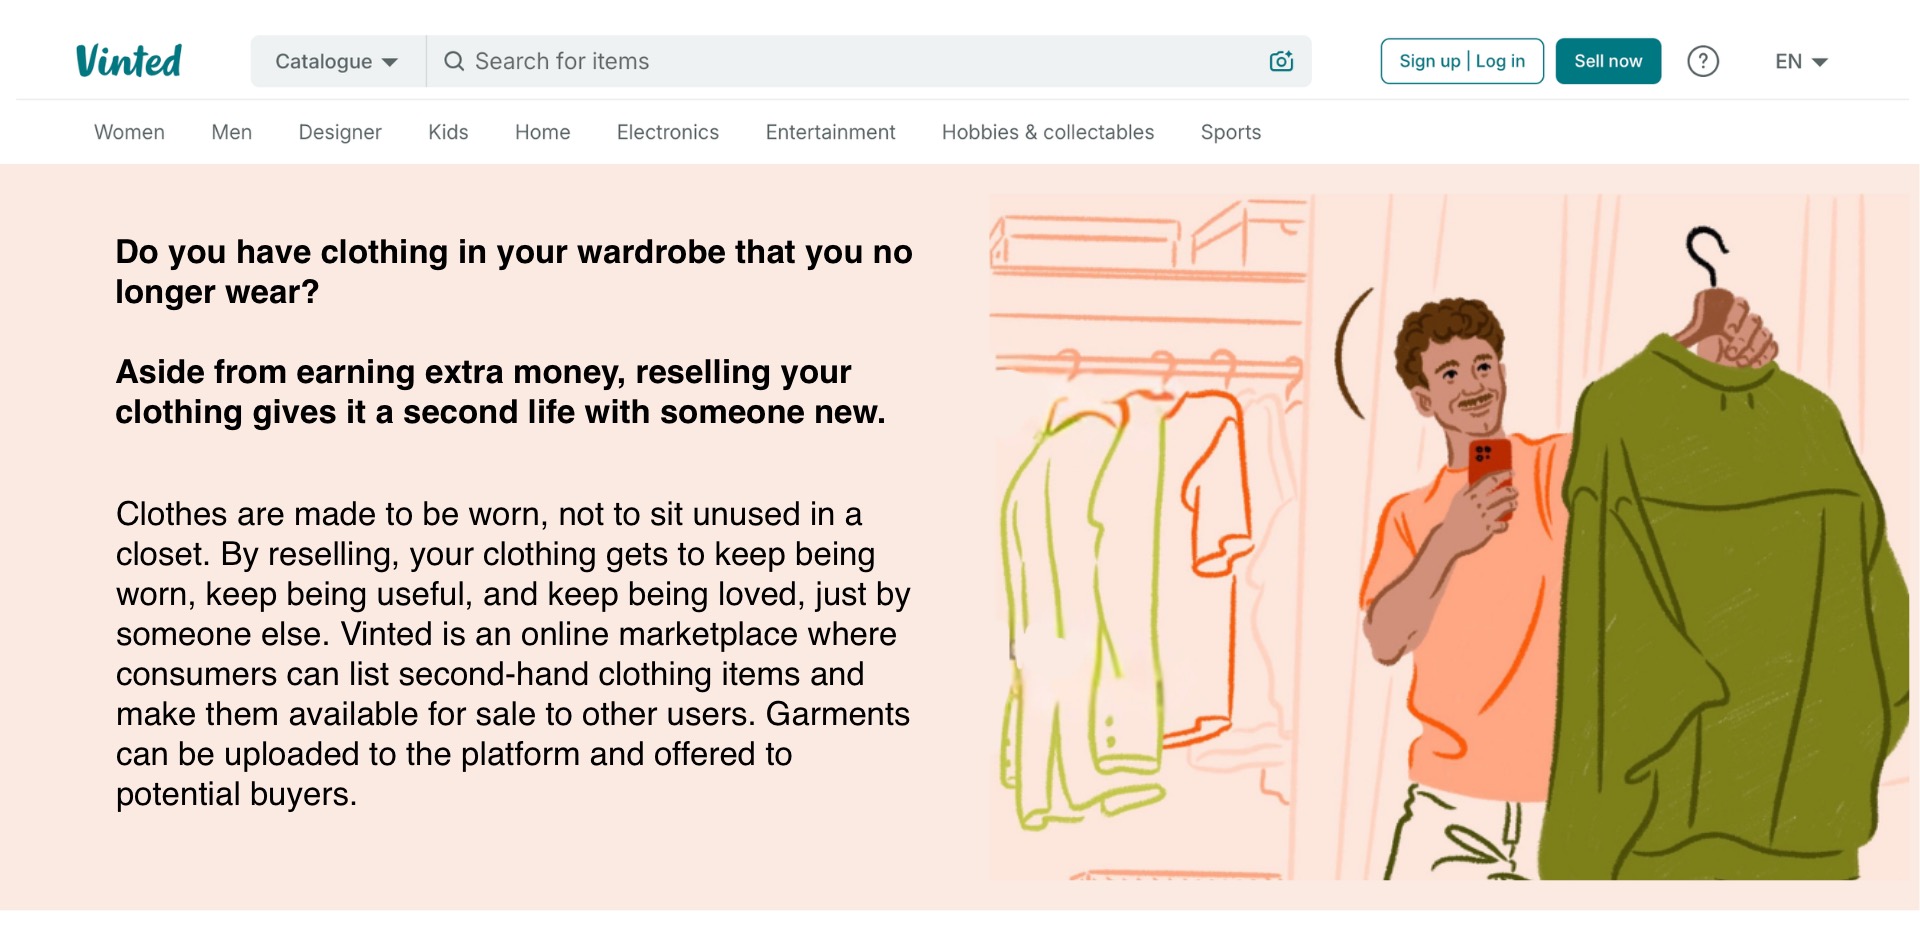 Vinted
Catalogue
Search for items
Sign up | Log in
Sell now
?
EN
Women
Men
Designer
Kids
Home
Electronics
Entertainment
Hobbies & collectables
Sports
Do you have clothing in your wardrobe that you no
longer wear?
Aside from earning extra money, reselling your
clothing gives it a second life with someone new.
Clothes are made to be worn, not to sit unused in a
closet. By reselling, your clothing gets to keep being
worn, keep being useful, and keep being loved, just by
someone else. Vinted is an online marketplace where
consumers can list second-hand clothing items and
make them available for sale to other users. Garments
can be uploaded to the platform and offered to
potential buyers.